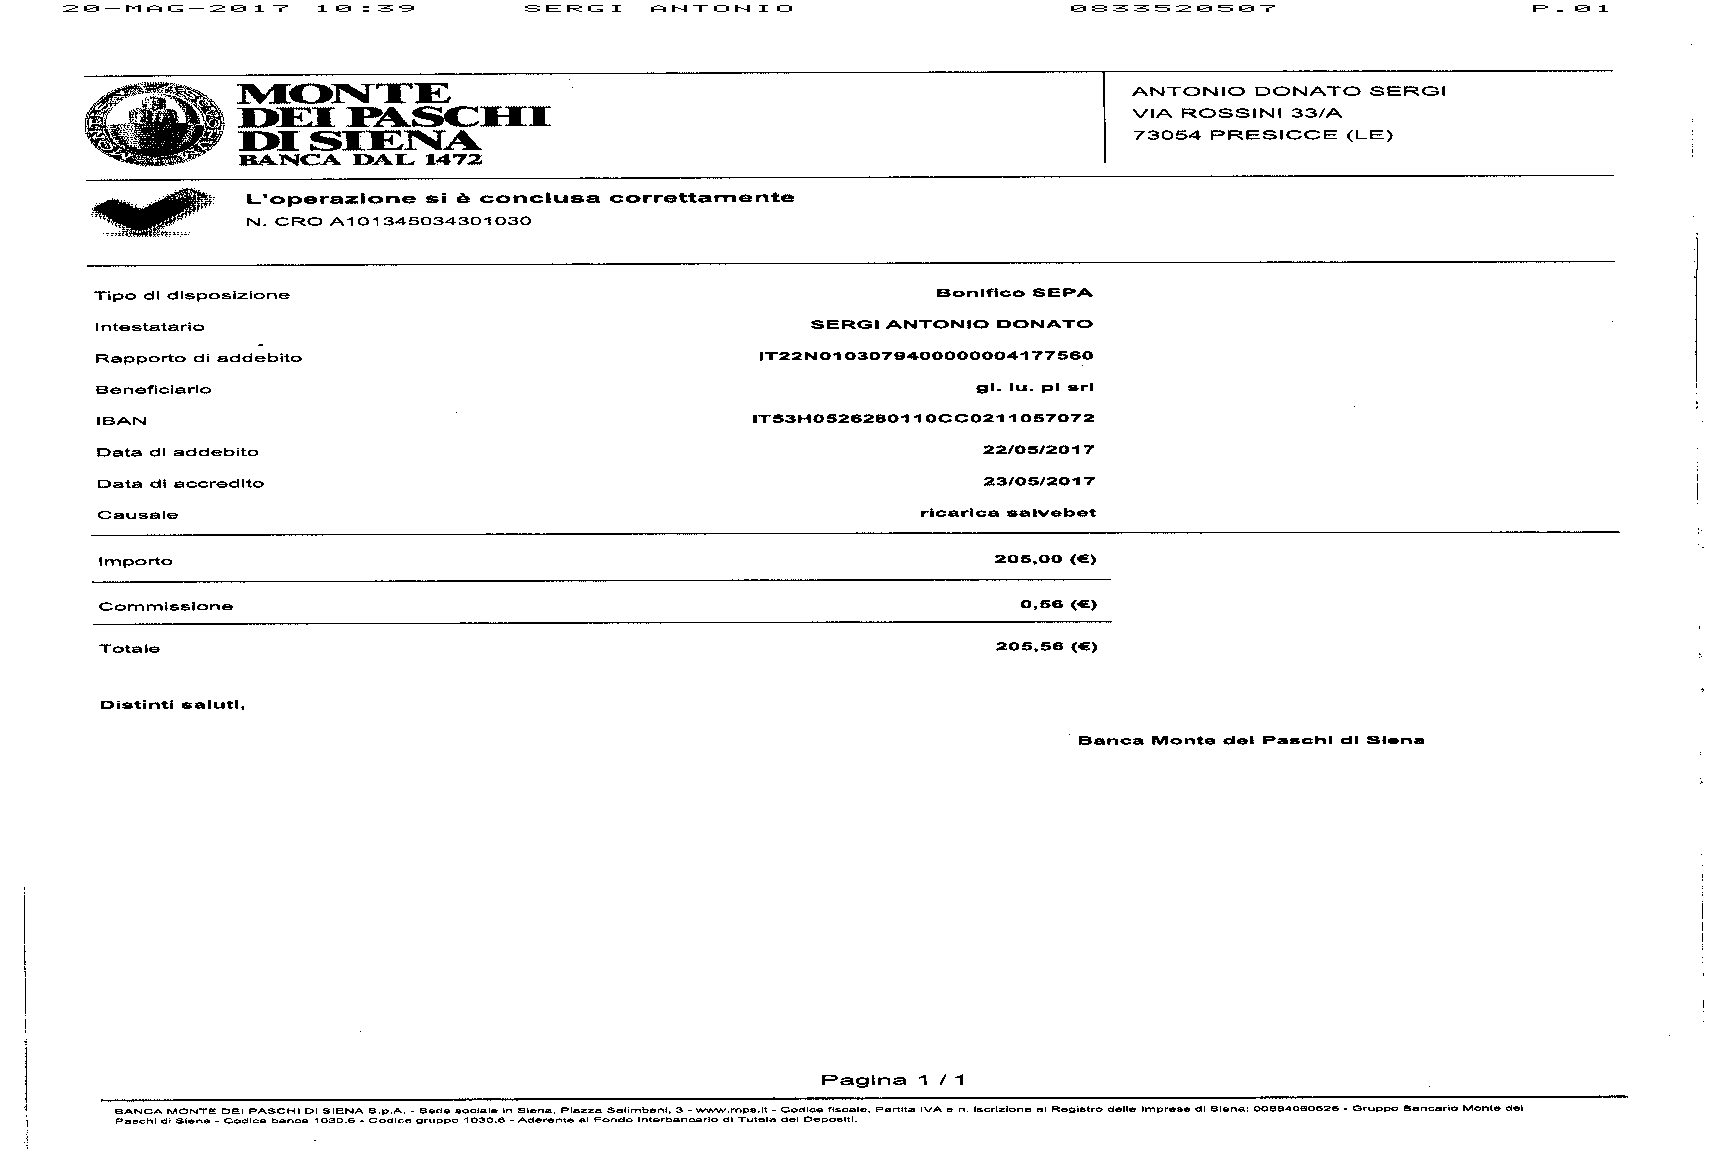 20-MAG-2017 10:39 SERGI ANTONIO 0833520507 P.01
MONTE
DEI PASCHI
DI SIENA
BANCA DAL 1472
ANTONIO DONATO SERGI
VIA ROSSINI 33/A
73054 PRESICCE (LE)
L'operazione si è conclusa correttamente
N. CRO A101345034301030
Tipo di disposizione Bonifico SEPA
Intestatario SERGI ANTONIO DONATO
Rapporto di addebito IT22N0103079400000004177560
Beneficiario gi. lu. pi srl
IBAN IT53H0526280110CC0211057072
Data di addebito 22/05/2017
Data di accredito 23/05/2017
Causale ricarica salvebet
Importo 205,00 (€)
Commissione 0,56 (€)
Totale 205,56 (€)
Distinti saluti,
Banca Monte dei Paschi di Siena
Pagina 1 / 1
BANCA MONTE DEI PASCHI DI SIENA S.p.A. - Sede sociale in Siena, Piazza Salimbeni, 3 - www.mps.it - Codice fiscale, Partita IVA e n. iscrizione al Registro delle Imprese di Siena: 00884060526 - Gruppo Bancario Monte dei
Paschi di Siena - Codice banca 1030.6 - Codice gruppo 1030.6 - Aderente al Fondo Interbancario di Tutela dei Depositi.